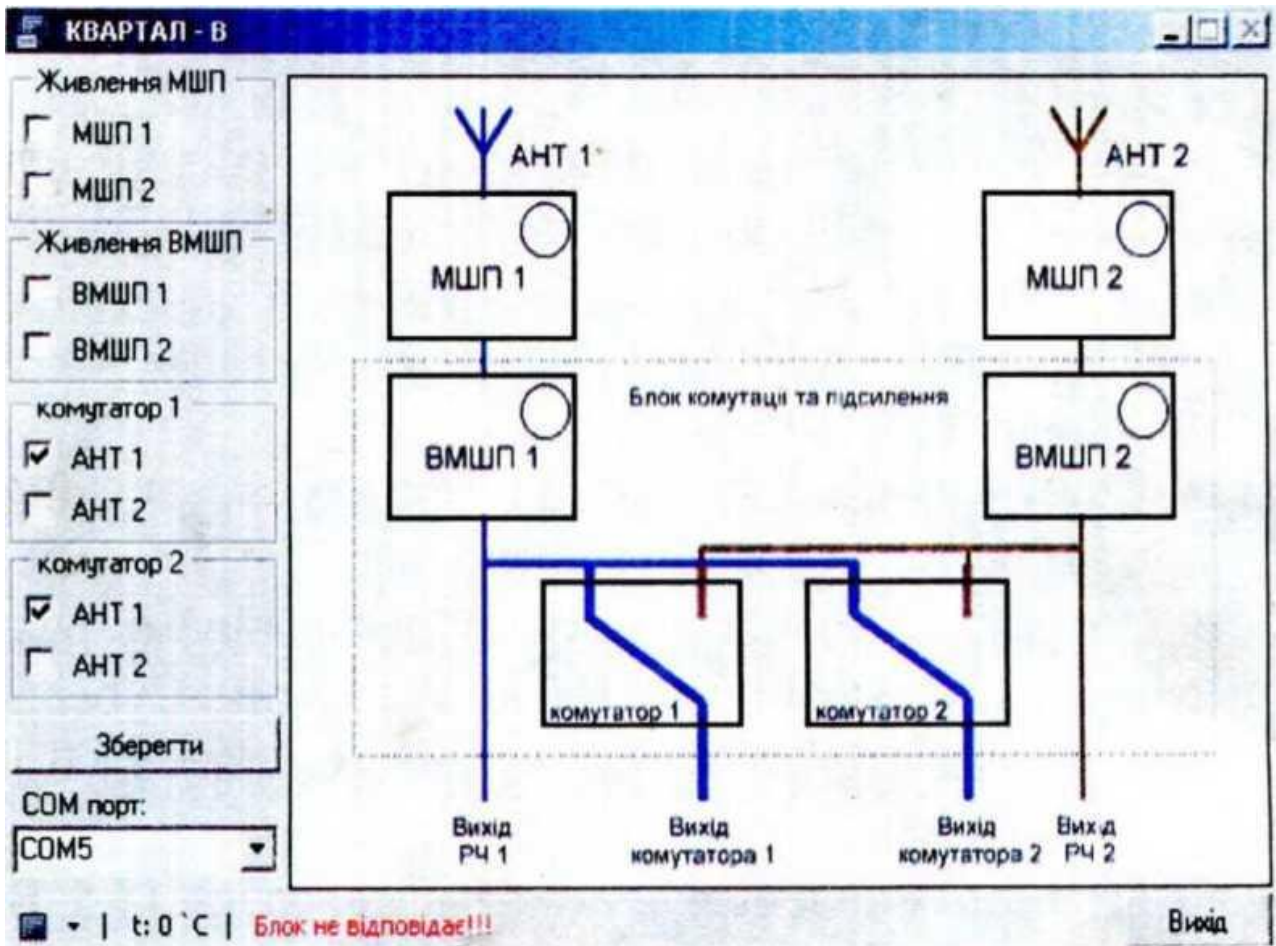 КВАРТАЛ - В
Живлення МШП
МШП 1
МШП 2
Живлення ВМШП
ВМШП 1
ВМШП 2
комутатор 1
АНТ 1
АНТ 2
комутатор 2
АНТ 1
АНТ 2
Зберегти
COM порт:
COM5
АНТ 1
АНТ 2
МШП 1
МШП 2
Блок комутації та підсилення
ВМШП 1
ВМШП 2
комутатор 1
комутатор 2
Вихід
РЧ 1
Вихід
комутатора 1
Вихід
комутатора 2
Вихід
РЧ 2
t: 0 `C
Блок не відповідає!!!
Вихід